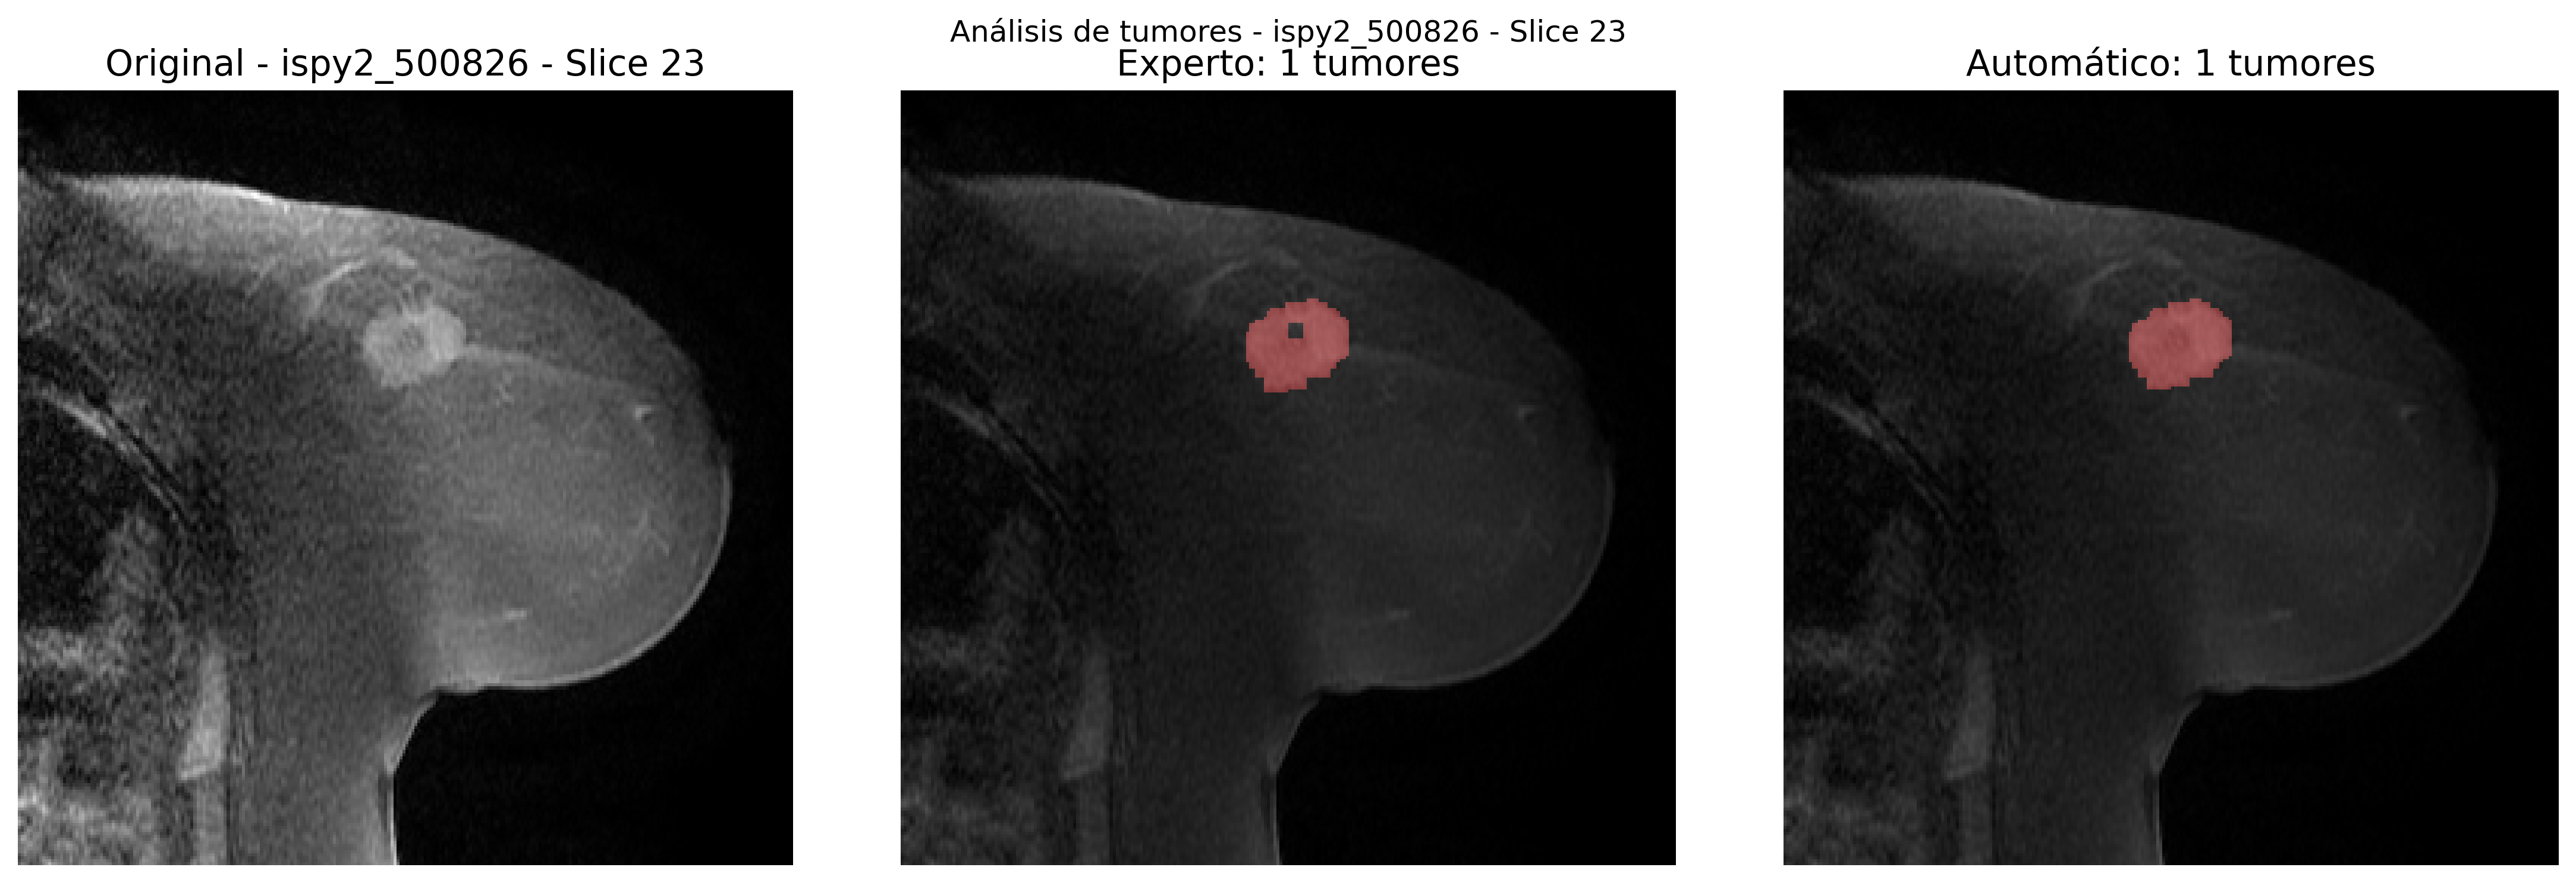 Análisis de tumores - ispy2_500826 - Slice 23
Original - ispy2_500826 - Slice 23
Experto: 1 tumores
Automático: 1 tumores